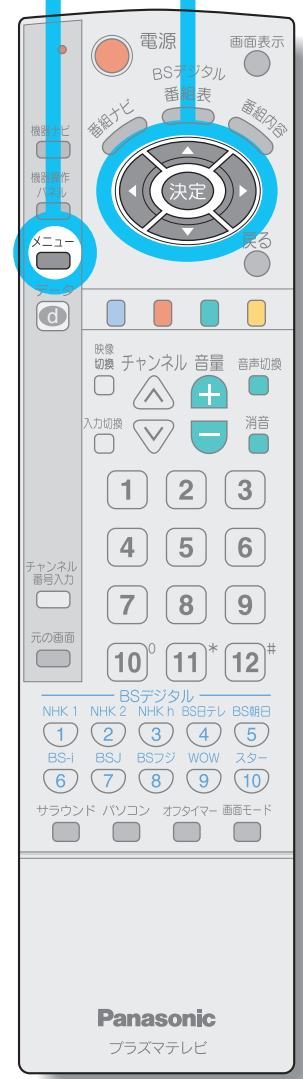 電源
画面表示
BSデジタル
番組表
番組ナビ
番組内容
機器ナビ
機器操作
パネル
決定
メニュー
戻る
データ
d
映像
切換
チャンネル
音量
音声切換
+
入力切換
−
消音
1 2 3
4 5 6
チャンネル
番号入力
7 8 9
元の画面
10 0 11 * 12 #
BSデジタル
NHK 1 NHK 2 NHK h BS日テレ BS朝日
1 2 3 4 5
BS-i BSJ BSフジ WOW スター
6 7 8 9 10
サラウンド パソコン オフタイマー 画面モード
Panasonic
プラズマテレビ